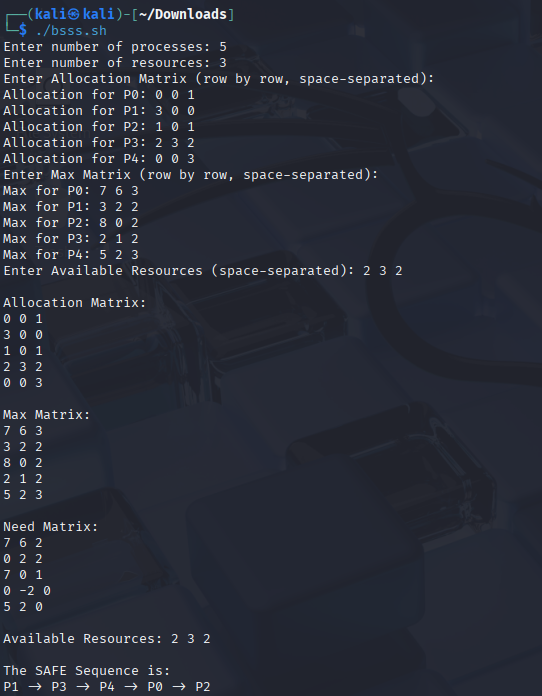 ┌──(kali㉿kali)-[~/Downloads]
└─$ ./bsss.sh
Enter number of processes: 5
Enter number of resources: 3
Enter Allocation Matrix (row by row, space-separated):
Allocation for P0: 0 0 1
Allocation for P1: 3 0 0
Allocation for P2: 1 0 1
Allocation for P3: 2 3 2
Allocation for P4: 0 0 3
Enter Max Matrix (row by row, space-separated):
Max for P0: 7 6 3
Max for P1: 3 2 2
Max for P2: 8 0 2
Max for P3: 2 1 2
Max for P4: 5 2 3
Enter Available Resources (space-separated): 2 3 2

Allocation Matrix:
0 0 1
3 0 0
1 0 1
2 3 2
0 0 3

Max Matrix:
7 6 3
3 2 2
8 0 2
2 1 2
5 2 3

Need Matrix:
7 6 2
0 2 2
7 0 1
0 -2 0
5 2 0

Available Resources: 2 3 2

The SAFE Sequence is:
P1 → P3 → P4 → P0 → P2